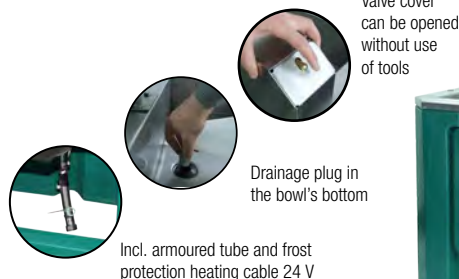 Valve cover
can be opened
without use
of tools
Drainage plug in
the bowl's bottom
Incl. armoured tube and frost
protection heating cable 24 V